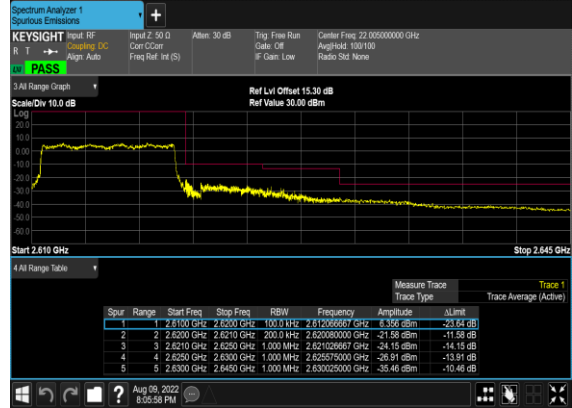 Spectrum Analyzer 1
Spurious Emissions
KEYSIGHT Input: RF Input Z: 50 Ω Atten: 30 dB Trig: Free Run Center Freq: 22.005000000 GHz
R T Coupling: DC Corr CCorr Gate: Off Avg|Hold: 100/100
Align: Auto Freq Ref: Int (S) IF Gain: Low Radio Std: None
PASS
3 All Range Graph
Ref Lvl Offset 15.30 dB
Scale/Div 10.0 dB Ref Value 30.00 dBm
Log
20.0
10.0
0.00
-10.0
-20.0
-30.0
-40.0
-50.0
-60.0
Start 2.610 GHz Stop 2.645 GHz
4 All Range Table
Measure Trace Trace 1
Trace Type Trace Average (Active)
Spur Range Start Freq Stop Freq RBW Frequency Amplitude ΔLimit
1 1 2.6100 GHz 2.6200 GHz 100.0 kHz 2.612066667 GHz 6.356 dBm -23.64 dB
2 2 2.6200 GHz 2.6210 GHz 200.0 kHz 2.620080000 GHz -21.58 dBm -11.58 dB
3 3 2.6210 GHz 2.6250 GHz 1.000 MHz 2.621026667 GHz -24.15 dBm -14.15 dB
4 4 2.6250 GHz 2.6300 GHz 1.000 MHz 2.625575000 GHz -26.91 dBm -13.91 dB
5 5 2.6300 GHz 2.6450 GHz 1.000 MHz 2.630025000 GHz -35.46 dBm -10.46 dB
Aug 09, 2022
8:05:58 PM